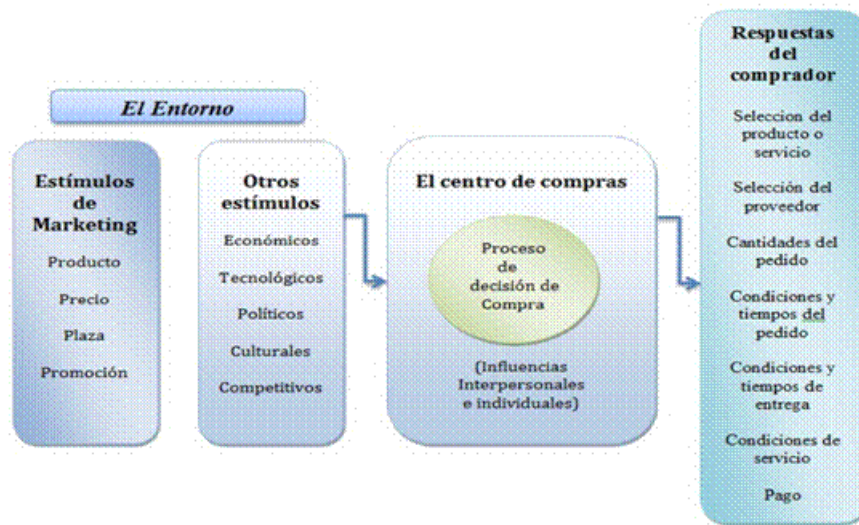 El Entorno
Estímulos
de
Marketing
Producto
Precio
Plaza
Promoción
Otros
estímulos
Económicos
Tecnológicos
Políticos
Culturales
Competitivos
El centro de compras
Proceso
de
decisión de
Compra
(Influencias
Interpersonales
e individuales)
Respuestas
del
comprador
Seleccion del
producto o
servicio
Selección del
proveedor
Cantidades del
pedido
Condiciones y
tiempos del
pedido
Condiciones y
tiempos de
entrega
Condiciones de
servicio
Pago